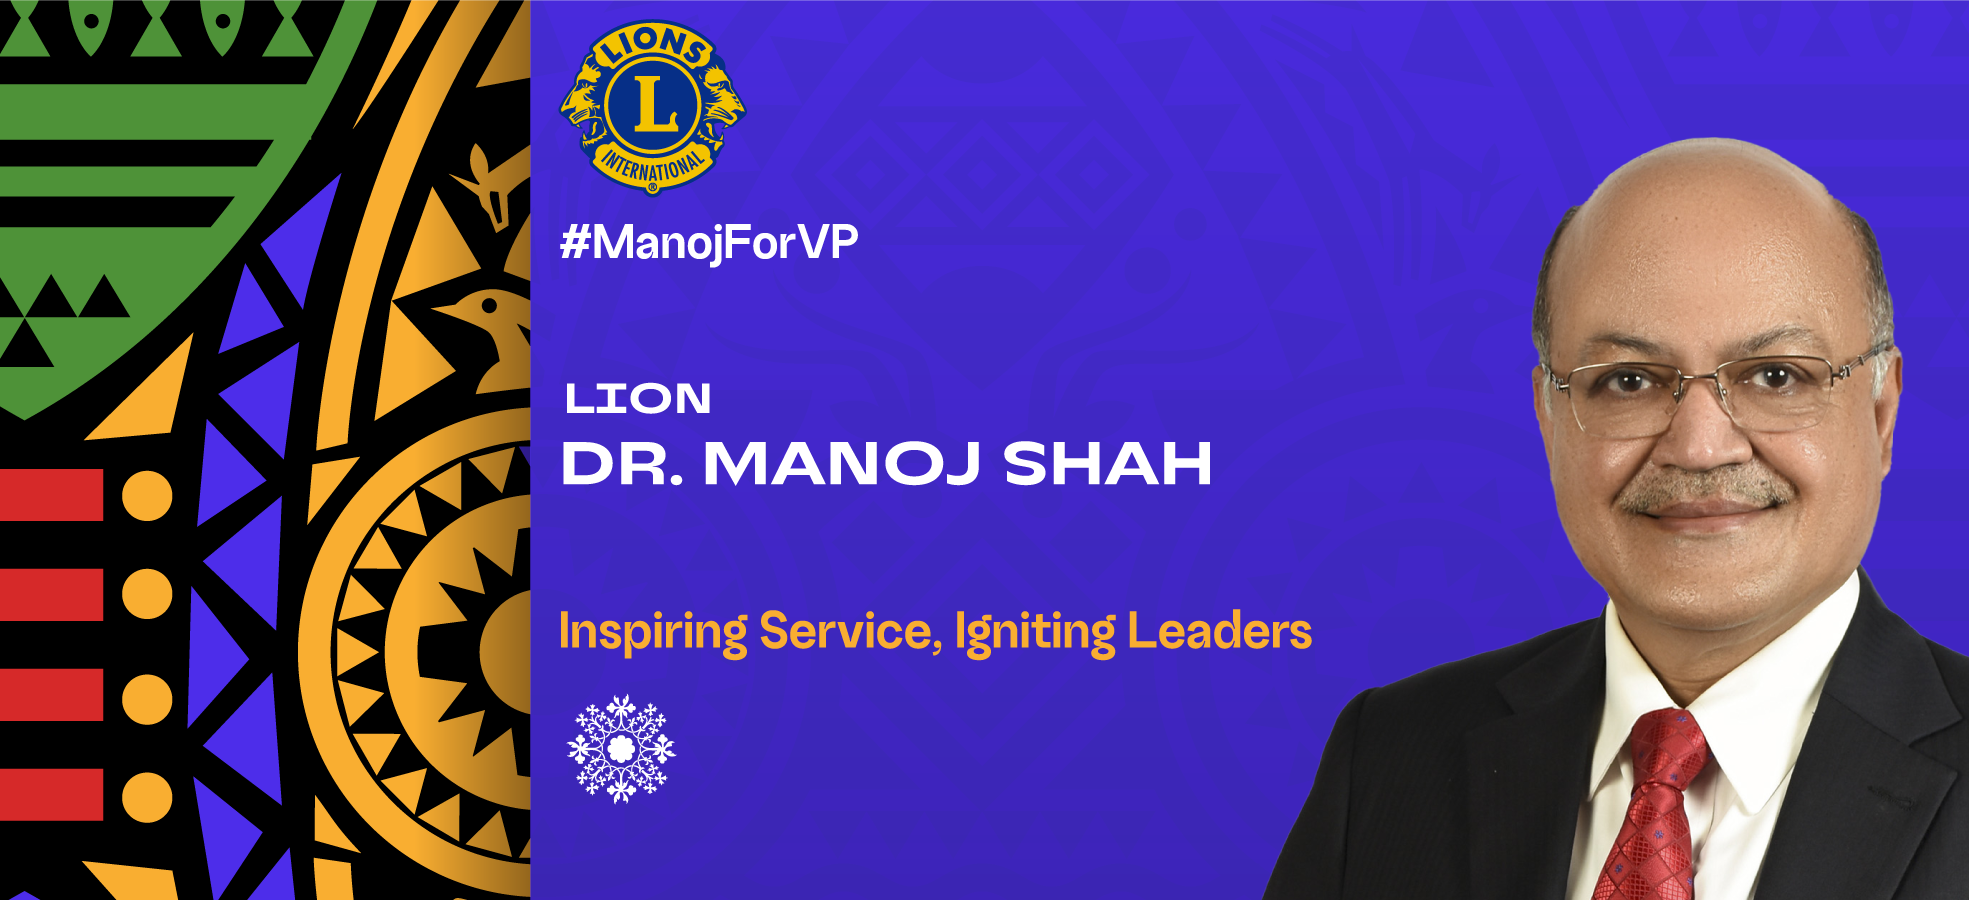 LIONS
L
INTERNATIONAL
®
#ManojForVP
LION
DR. MANOJ SHAH
Inspiring Service, Igniting Leaders